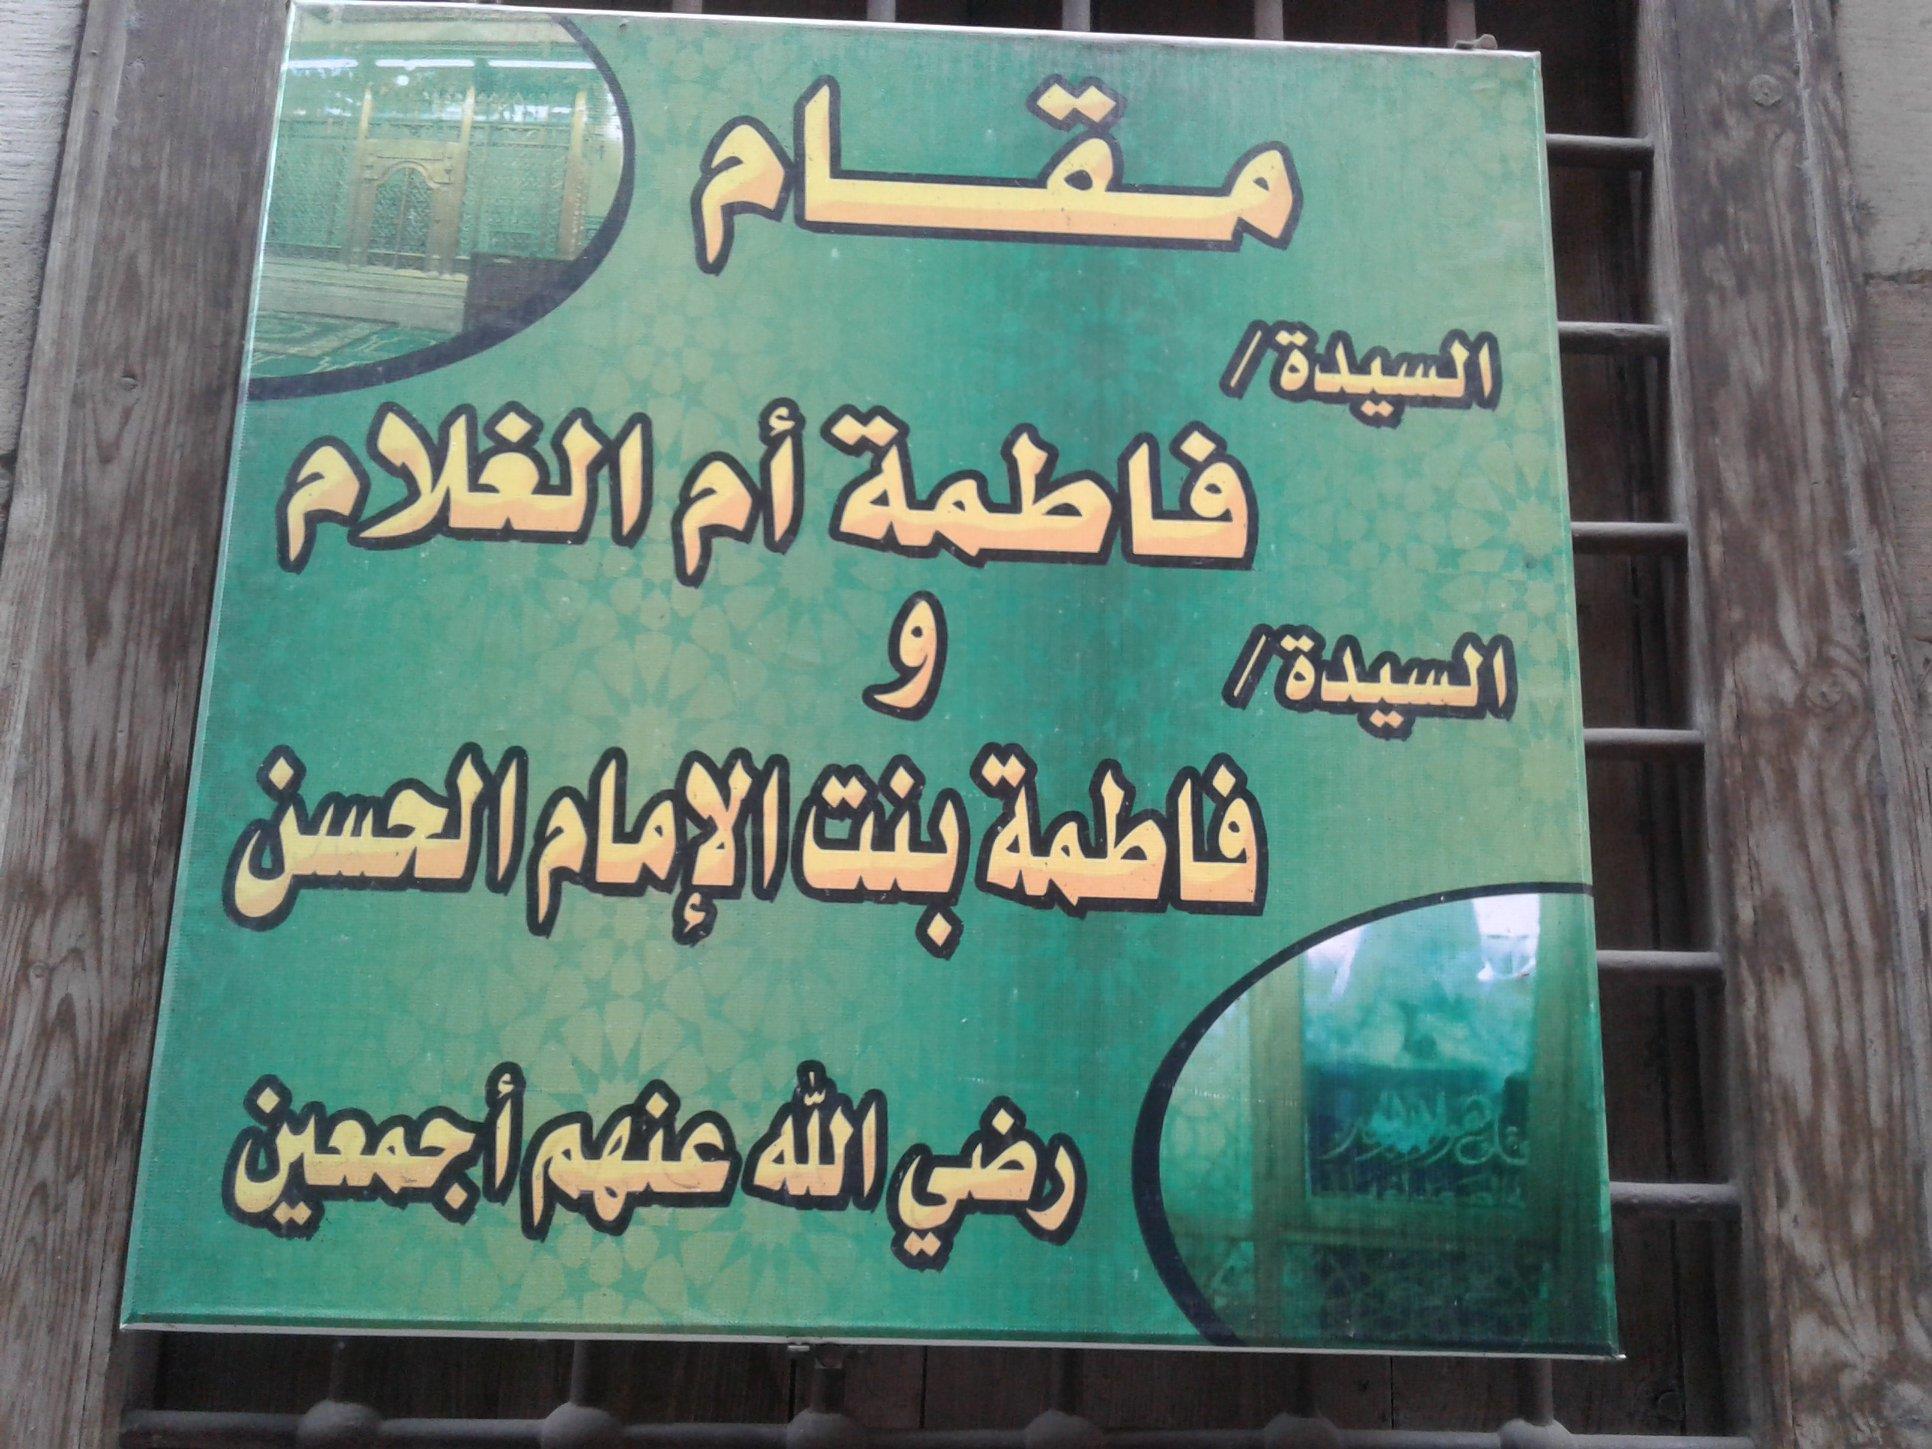 مقام
السيدة/
فاطمة أم الغلام
و
السيدة/
فاطمة بنت الإمام الحسن
رضي الله عنهم أجمعين